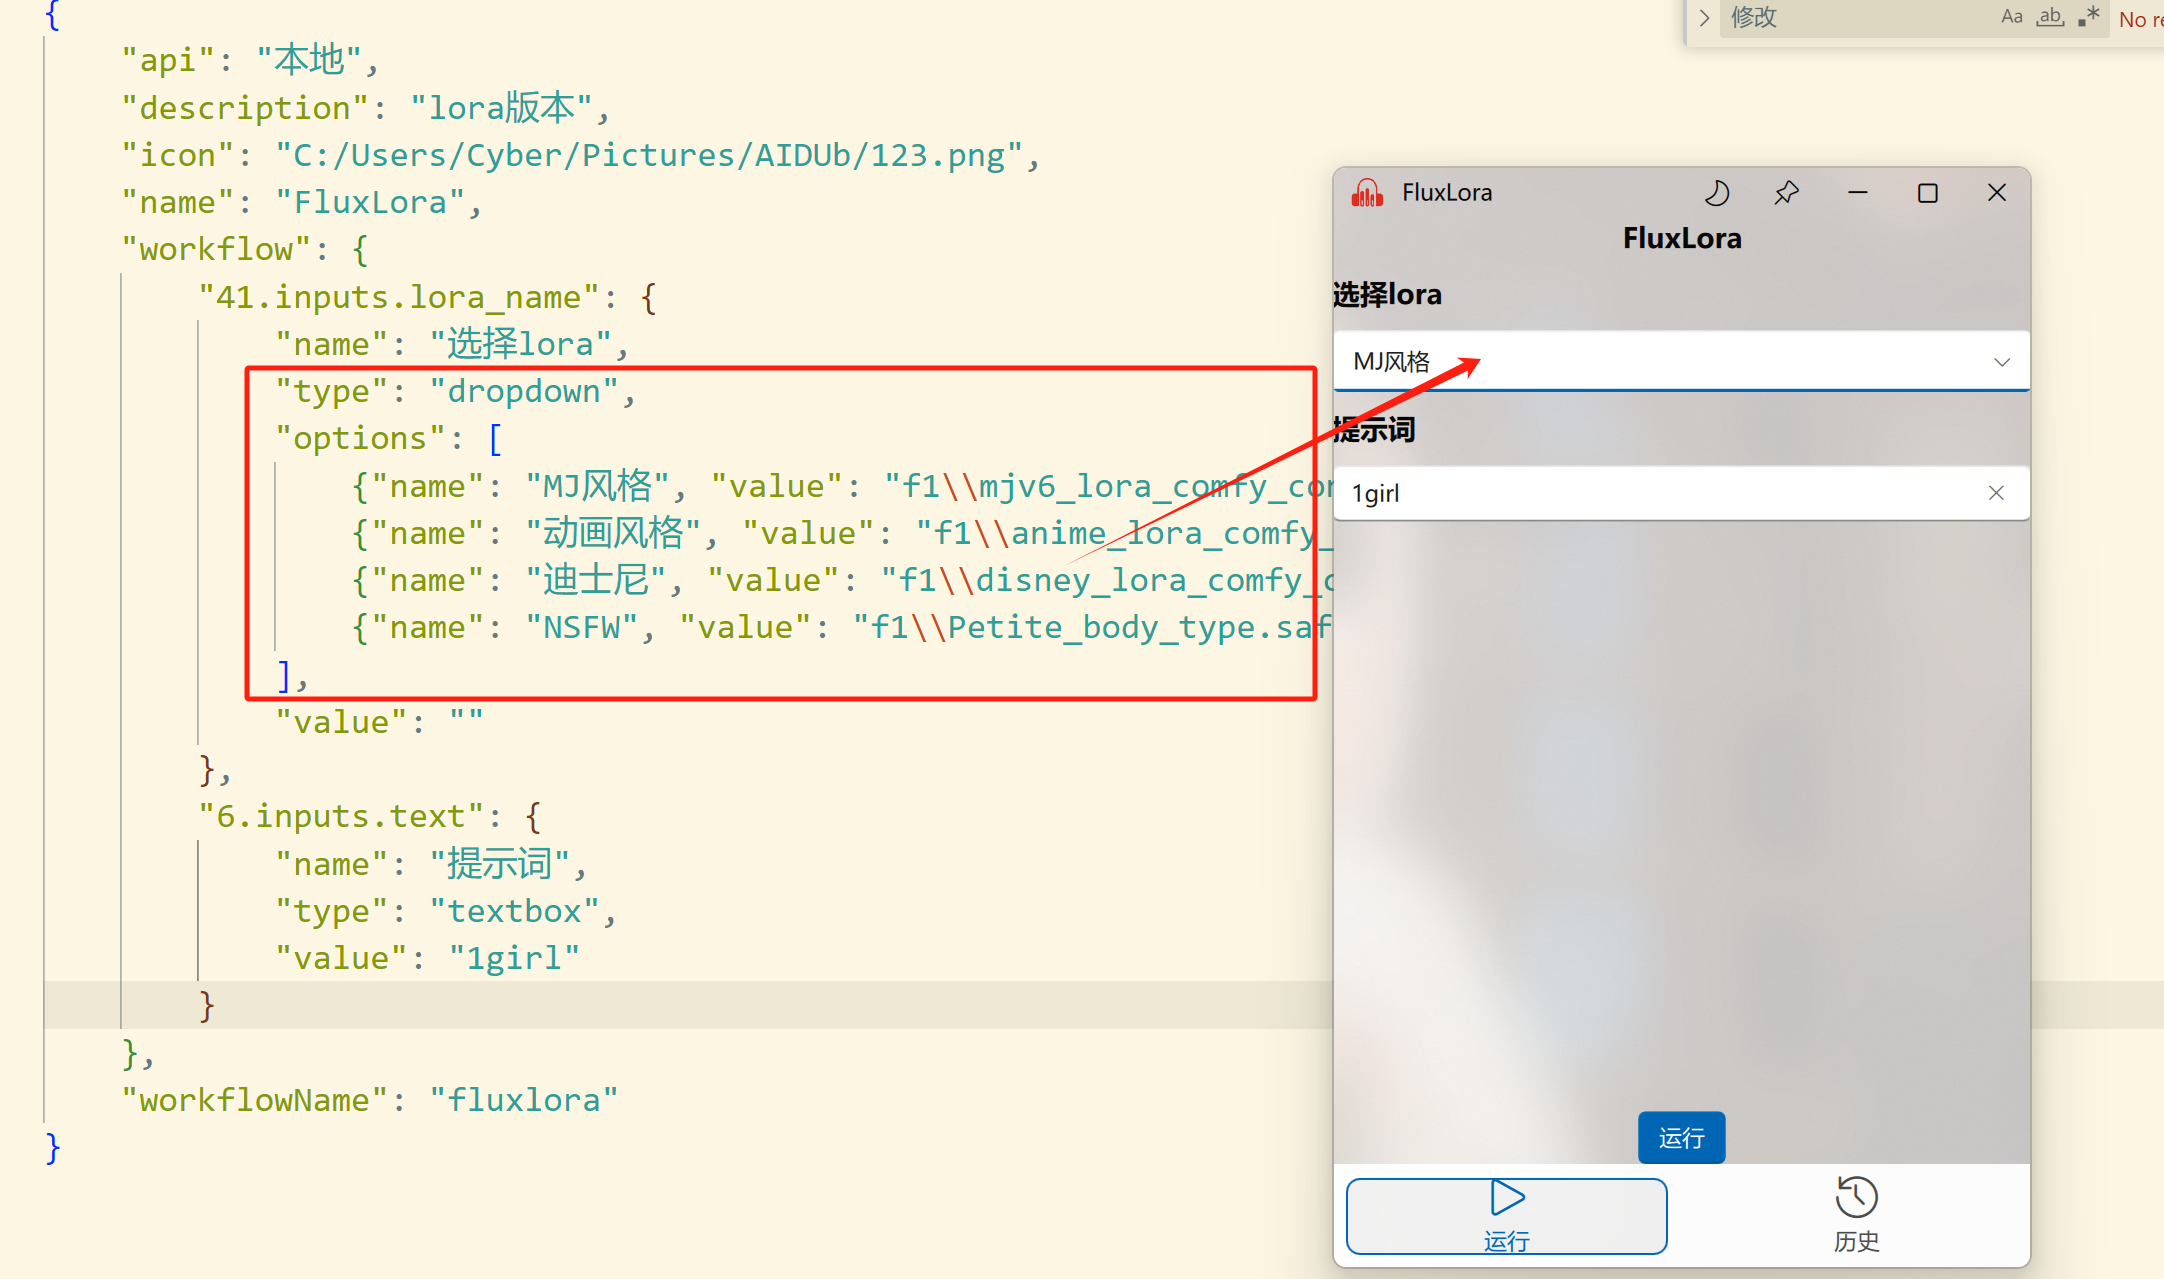 {
"api": "本地",
"description": "lora版本",
"icon": "C:/Users/Cyber/Pictures/AIDUb/123.png",
"name": "FluxLora",
"workflow": {
"41.inputs.lora_name": {
"name": "选择lora",
"type": "dropdown",
"options": [
{"name": "MJ风格", "value": "f1\\mjv6_lora_comfy_con
{"name": "动画风格", "value": "f1\\anime_lora_comfy_
{"name": "迪士尼", "value": "f1\\disney_lora_comfy_c
{"name": "NSFW", "value": "f1\\Petite_body_type.saf
],
"value": ""
},
"6.inputs.text": {
"name": "提示词",
"type": "textbox",
"value": "1girl"
}
},
"workflowName": "fluxlora"
}
修改
Aa ab .* No re
FluxLora
FluxLora
选择lora
MJ风格
提示词
1girl
运行
运行
历史